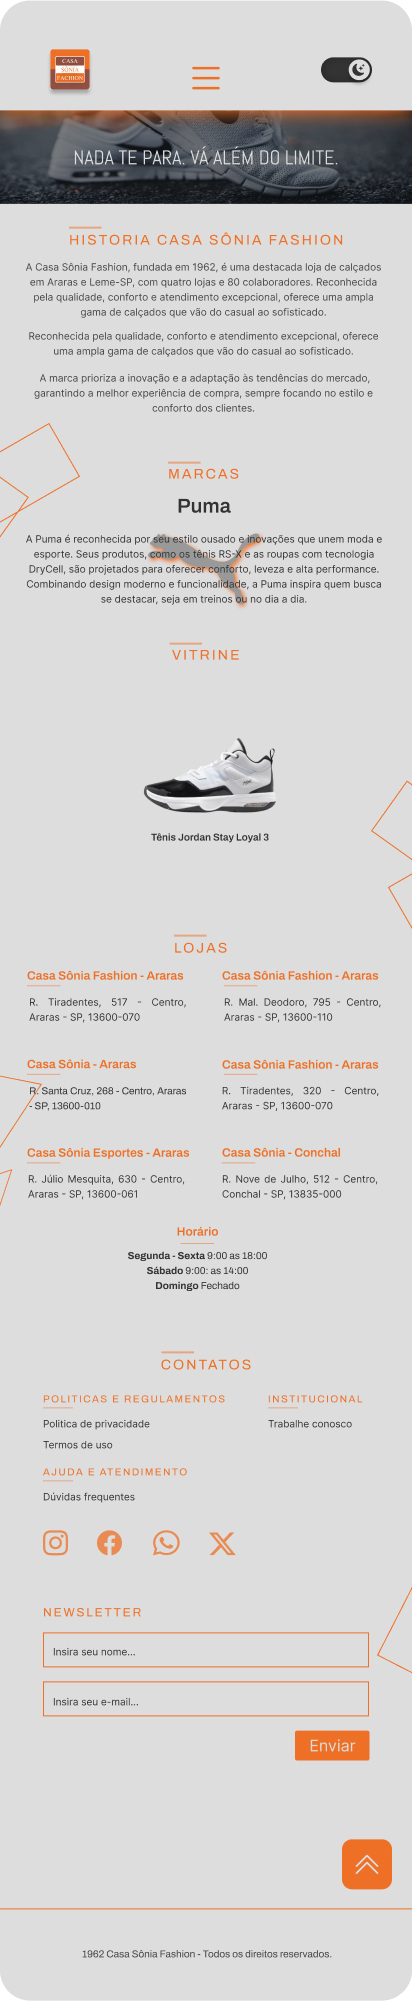 CASA
SÔNIA
FACHION
NADA TE PARA. VÁ ALÉM DO LIMITE.
HISTORIA CASA SÔNIA FASHION
A Casa Sônia Fashion, fundada em 1962, é uma destacada loja de calçados
em Araras e Leme-SP, com quatro lojas e 80 colaboradores. Reconhecida
pela qualidade, conforto e atendimento excepcional, oferece uma ampla
gama de calçados que vão do casual ao sofisticado.
Reconhecida pela qualidade, conforto e atendimento excepcional, oferece
uma ampla gama de calçados que vão do casual ao sofisticado.
A marca prioriza a inovação e a adaptação às tendências do mercado,
garantindo a melhor experiência de compra, sempre focando no estilo e
conforto dos clientes.
MARCAS
Puma
A Puma é reconhecida por seu estilo ousado e inovações que unem moda e
esporte. Seus produtos, como os tênis RS-X e as roupas com tecnologia
DryCell, são projetados para oferecer conforto, leveza e alta performance.
Combinando design moderno e funcionalidade, a Puma inspira quem busca
se destacar, seja em treinos ou no dia a dia.
VITRINE
Tênis Jordan Stay Loyal 3
LOJAS
Casa Sônia Fashion - Araras
R. Tiradentes, 517 - Centro,
Araras - SP, 13600-070
Casa Sônia Fashion - Araras
R. Mal. Deodoro, 795 - Centro,
Araras - SP, 13600-110
Casa Sônia - Araras
R. Santa Cruz, 268 - Centro, Araras
- SP, 13600-010
Casa Sônia Fashion - Araras
R. Tiradentes, 320 - Centro,
Araras - SP, 13600-070
Casa Sônia Esportes - Araras
R. Júlio Mesquita, 630 - Centro,
Araras - SP, 13600-061
Casa Sônia - Conchal
R. Nove de Julho, 512 - Centro,
Conchal - SP, 13835-000
Horário
Segunda - Sexta 9:00 as 18:00
Sábado 9:00: as 14:00
Domingo Fechado
CONTATOS
POLITICAS E REGULAMENTOS
Politica de privacidade
Termos de uso
INSTITUCIONAL
Trabalhe conosco
AJUDA E ATENDIMENTO
Dúvidas frequentes
NEWSLETTER
Insira seu nome...
Insira seu e-mail...
Enviar
1962 Casa Sônia Fashion - Todos os direitos reservados.